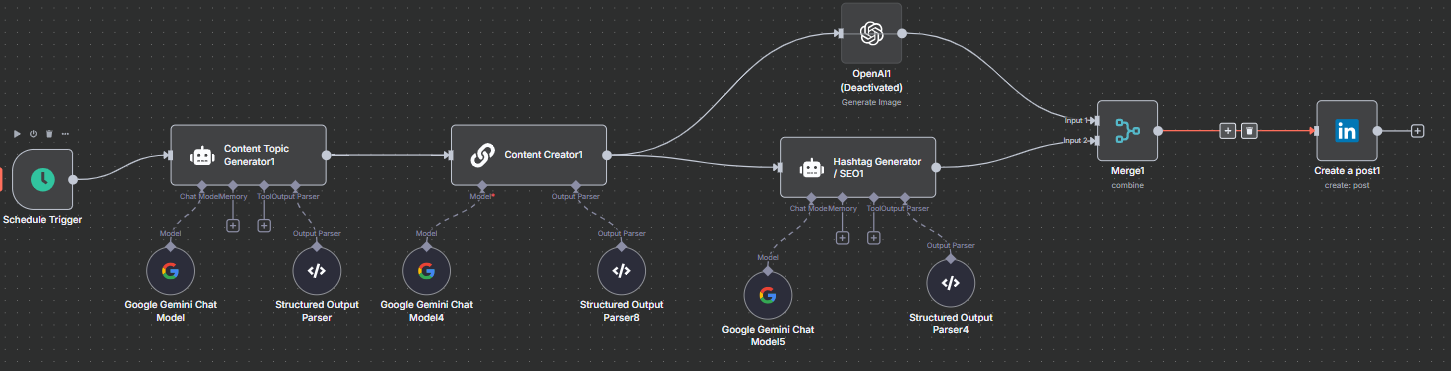 OpenAI1
(Deactivated)
Generate Image
Content Topic
Generator1
Content Creator1
Hashtag Generator
/ SEO1
Input 1
Input 2
Merge1
combine
Create a post1
create: post
Schedule Trigger
Chat Model
Memory
Tool
Output Parser
Model*
Output Parser
Chat Mode
Memory
Tool
Output Parser
Model
Output Parser
Model
Output Parser
Model
Output Parser
Google Gemini Chat
Model
Structured Output
Parser
Google Gemini Chat
Model4
Structured Output
Parser8
Google Gemini Chat
Model5
Structured Output
Parser4
in